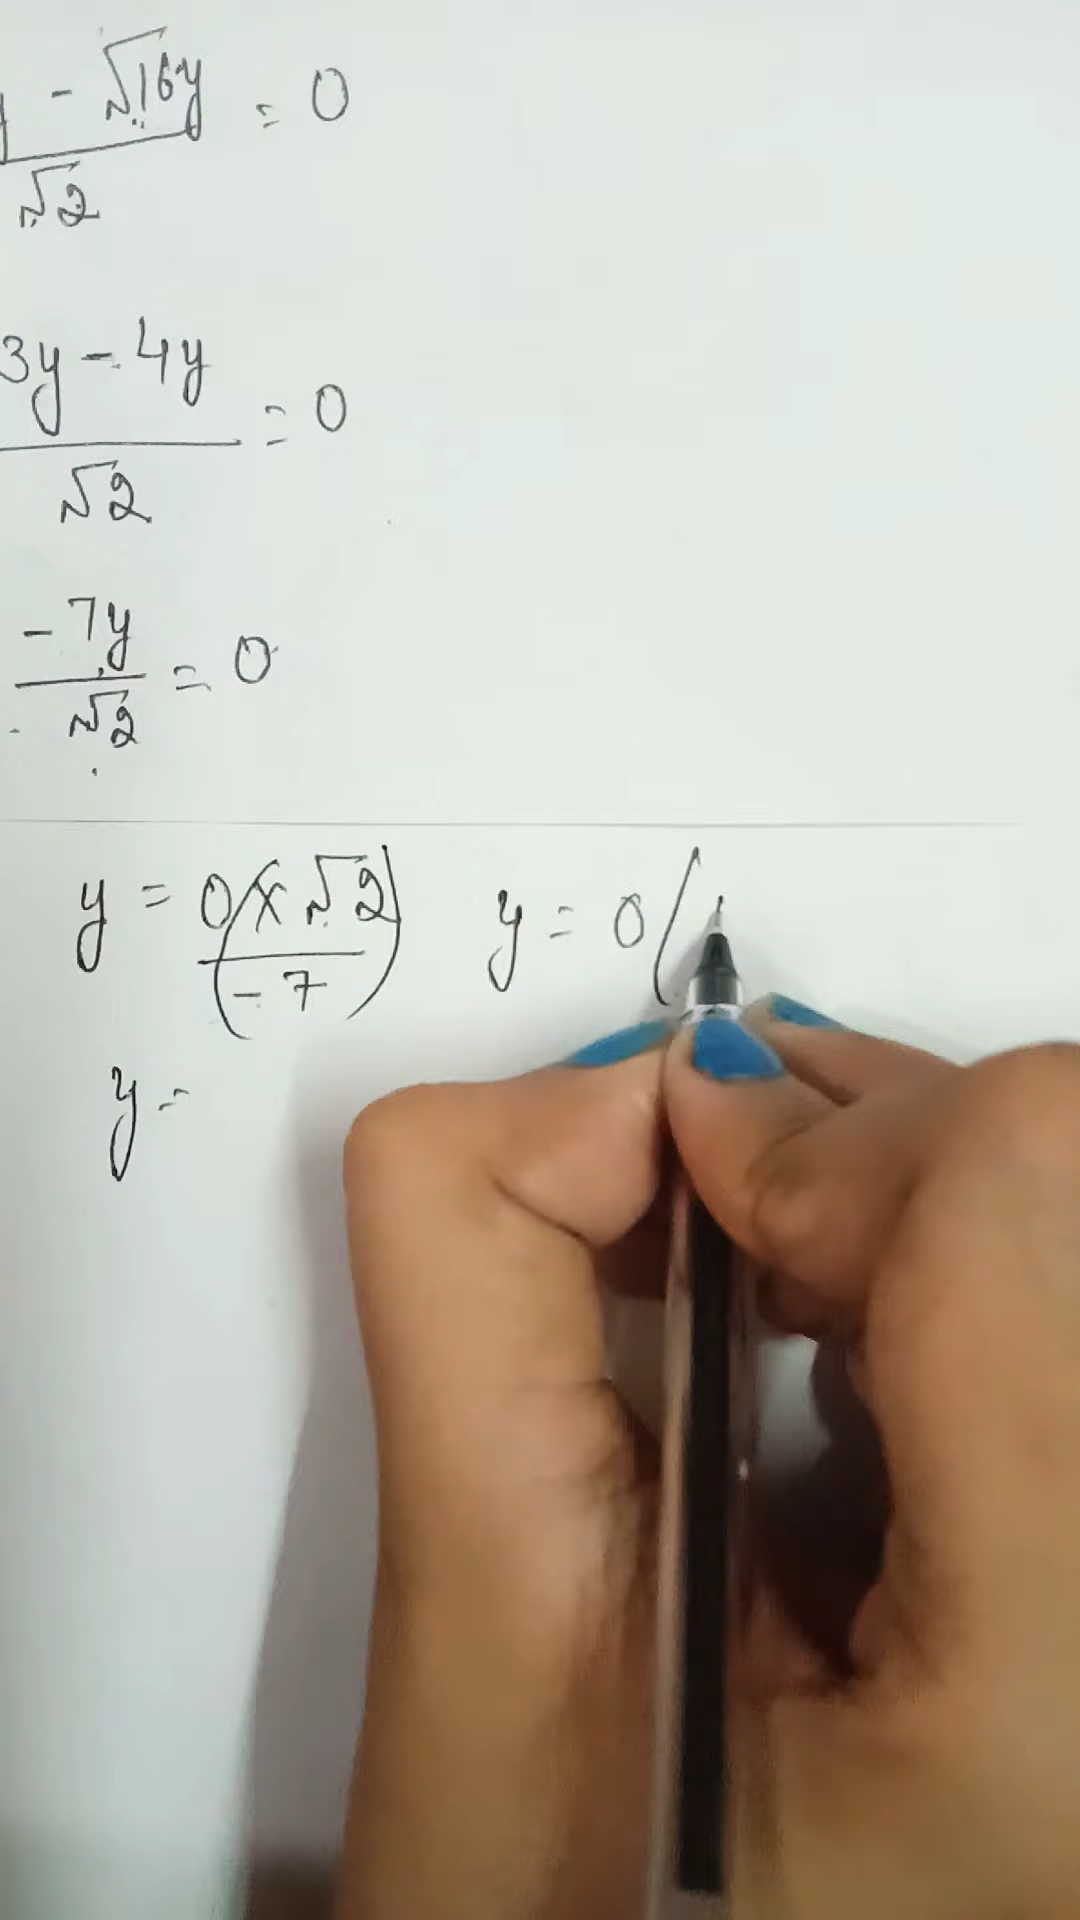 y - √16y = 0
√2
3y - 4y = 0
√2
- 7y = 0
√2
y = 0 x √2 y = 0 (
(- 7)
y =